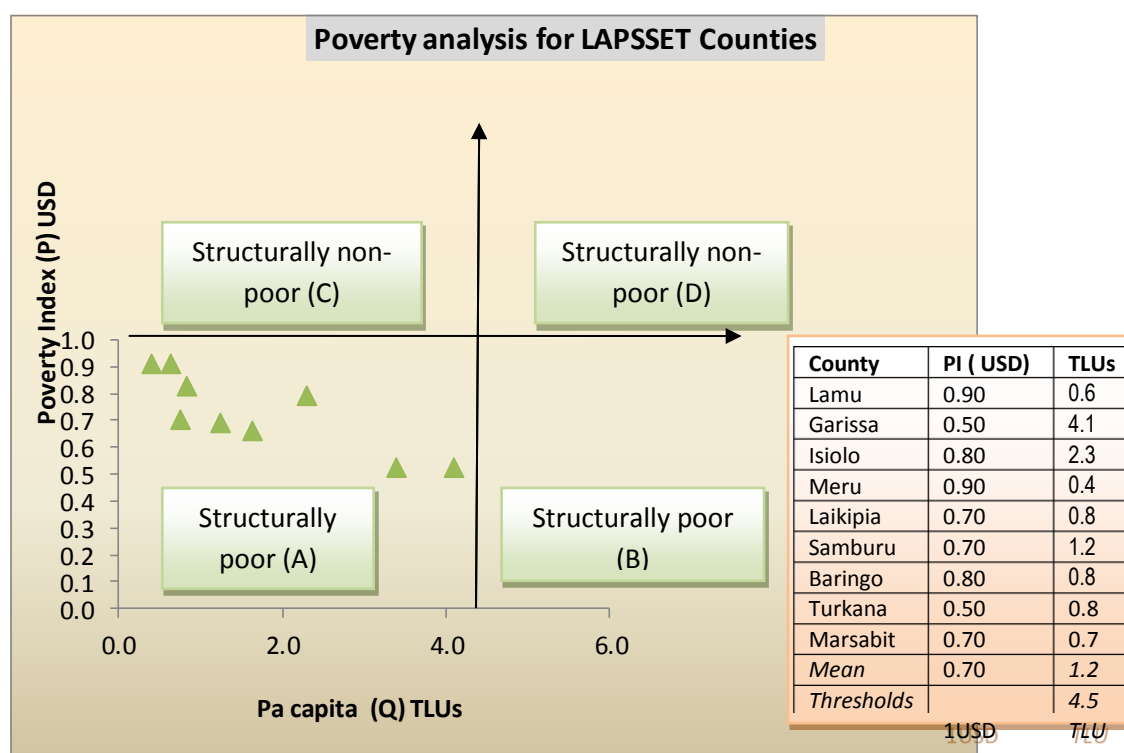 Poverty analysis for LAPSSET Counties
Poverty Index (P) USD
Structurally non-
poor (C)
Structurally non-
poor (D)
1.0
0.9
0.8
0.7
0.6
0.5
0.4
0.3
0.2
0.1
0.0
Structurally
poor (A)
Structurally poor
(B)
0.0 2.0 4.0 6.0
Pa capita (Q) TLUs
County PI ( USD) TLUs
Lamu 0.90 0.6
Garissa 0.50 4.1
Isiolo 0.80 2.3
Meru 0.90 0.4
Laikipia 0.70 0.8
Samburu 0.70 1.2
Baringo 0.80 0.8
Turkana 0.50 0.8
Marsabit 0.70 0.7
Mean 0.70 1.2
Thresholds 4.5
1USD TLU